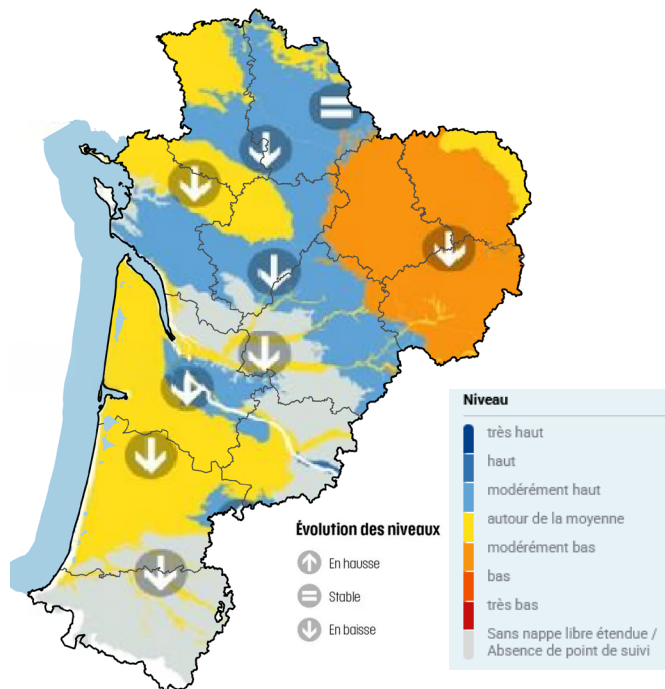 Niveau
très haut
haut
modérément haut
autour de la moyenne
modérément bas
bas
très bas
Sans nappe libre étendue /
Absence de point de suivi
Évolution des niveaux
En hausse
Stable
En baisse